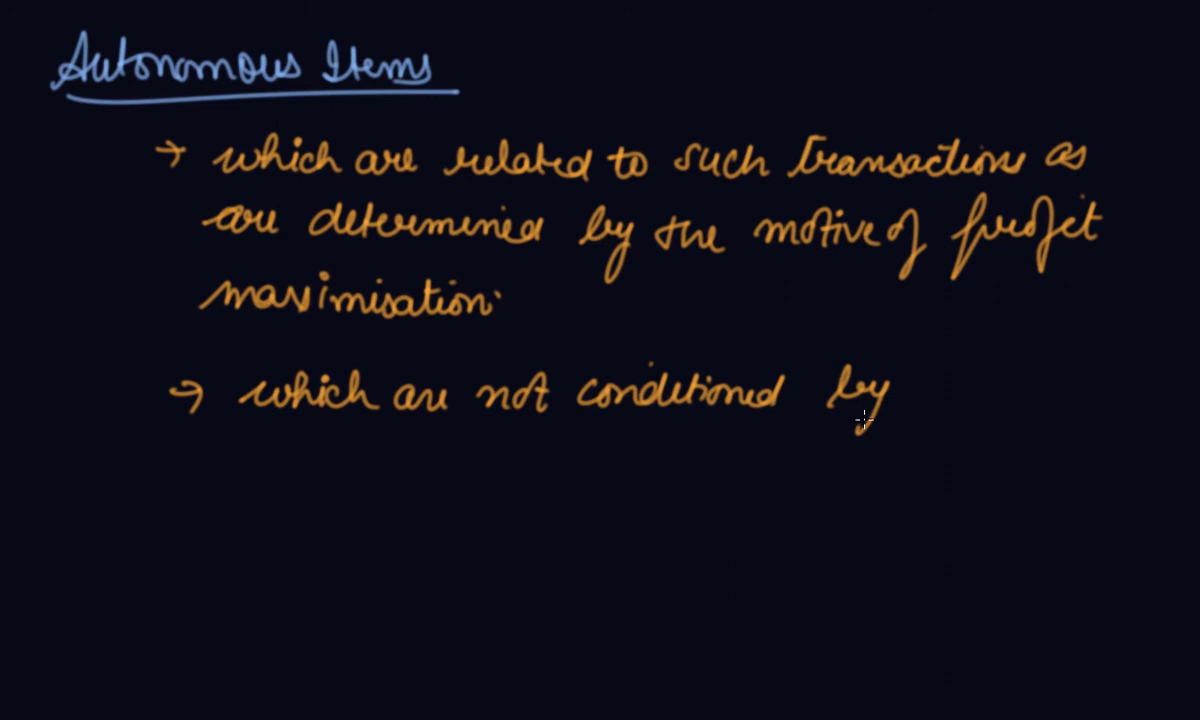 Autonomous Items
→ which are related to such transactions as
are determined by the motive of profit
maximisation.
→ which are not conditioned by